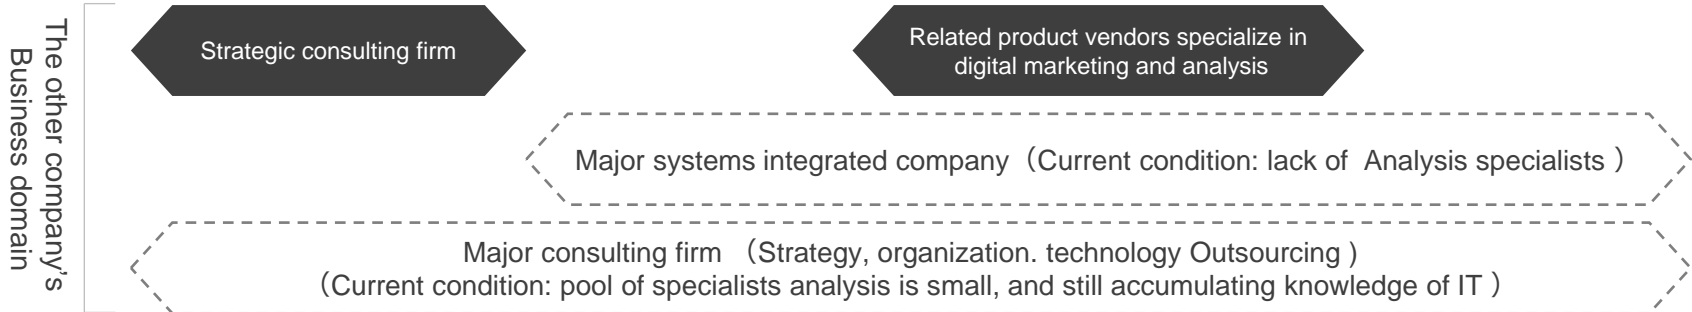 The other company's
Business domain
Strategic consulting firm
Related product vendors specialize in
digital marketing and analysis
Major systems integrated company（Current condition: lack of  Analysis specialists ）
Major consulting firm （Strategy, organization. technology Outsourcing )
（Current condition: pool of specialists analysis is small, and still accumulating knowledge of IT ）